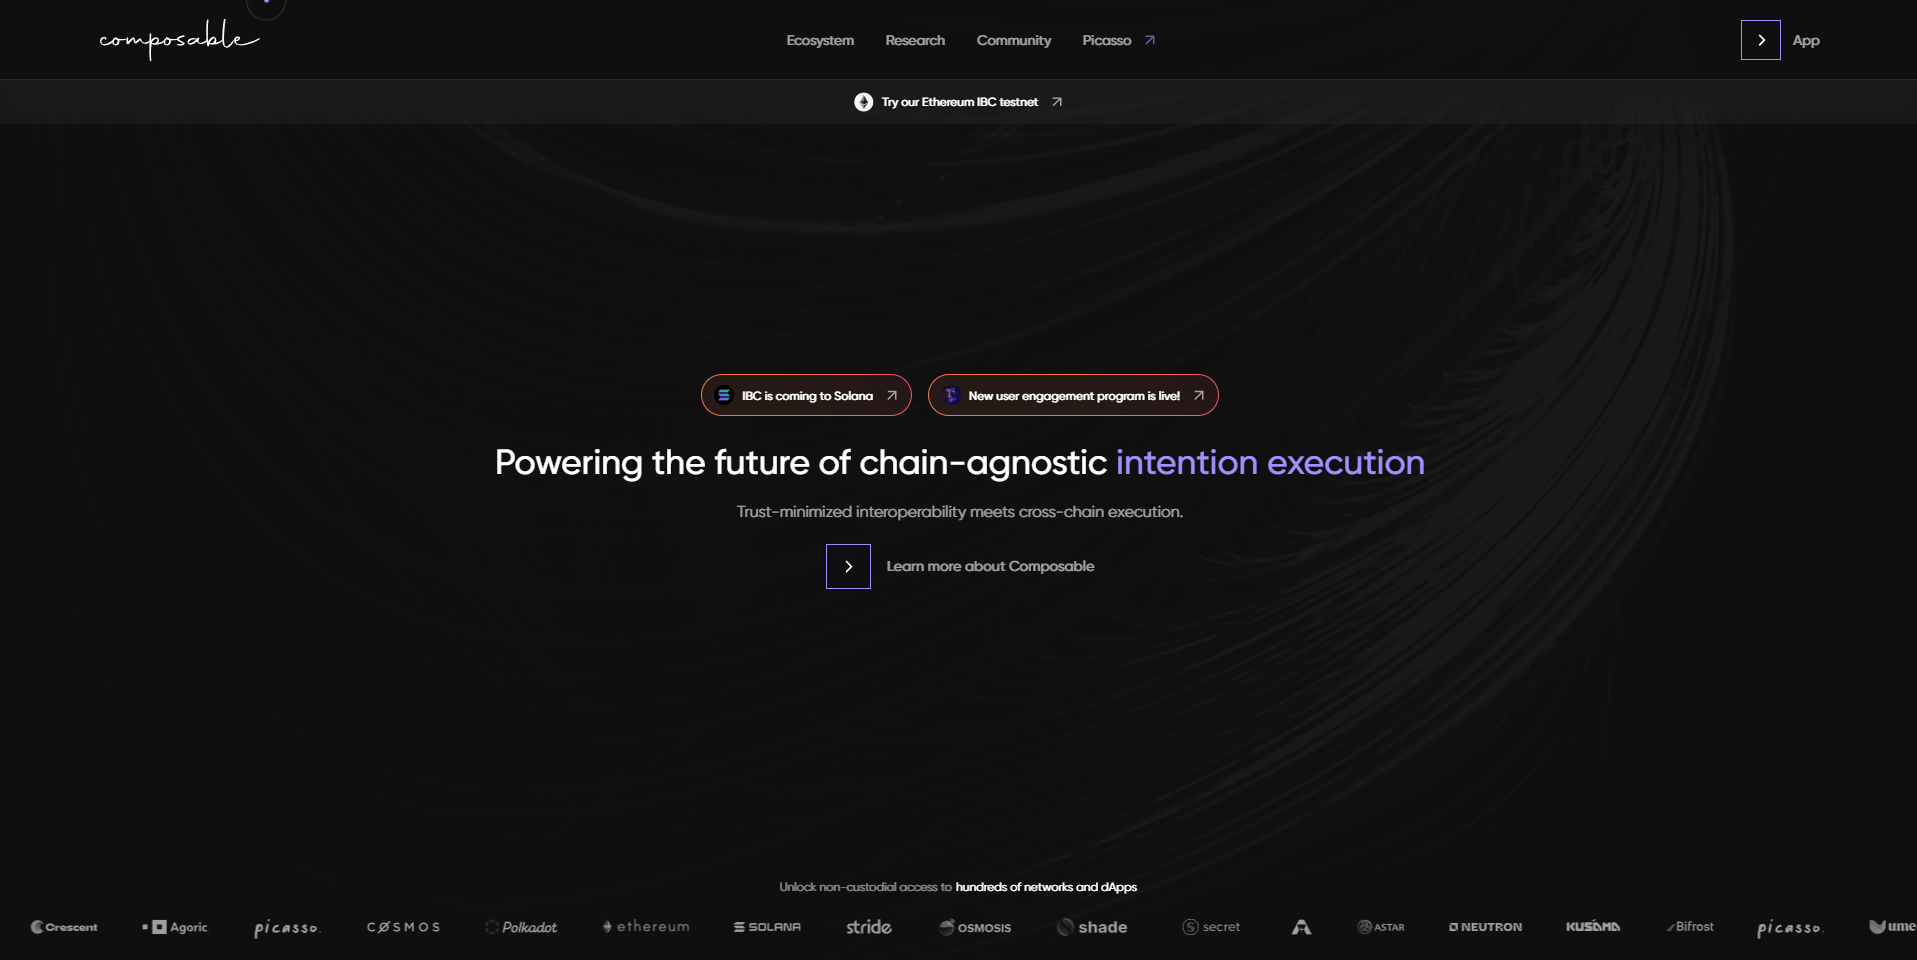 composable
Ecosystem Research Community Picasso
App
Try our Ethereum IBC testnet
IBC is coming to Solana
New user engagement program is live!
Powering the future of chain-agnostic intention execution
Trust-minimized interoperability meets cross-chain execution.
Learn more about Composable
Unlock non-custodial access to hundreds of networks and dApps
Crescent Agoric picasso. CØSMOS Polkadot ethereum SOLANA stride OSMOSIS shade secret ASTAR NEUTRON KUSAMA Bifrost picasso. ume